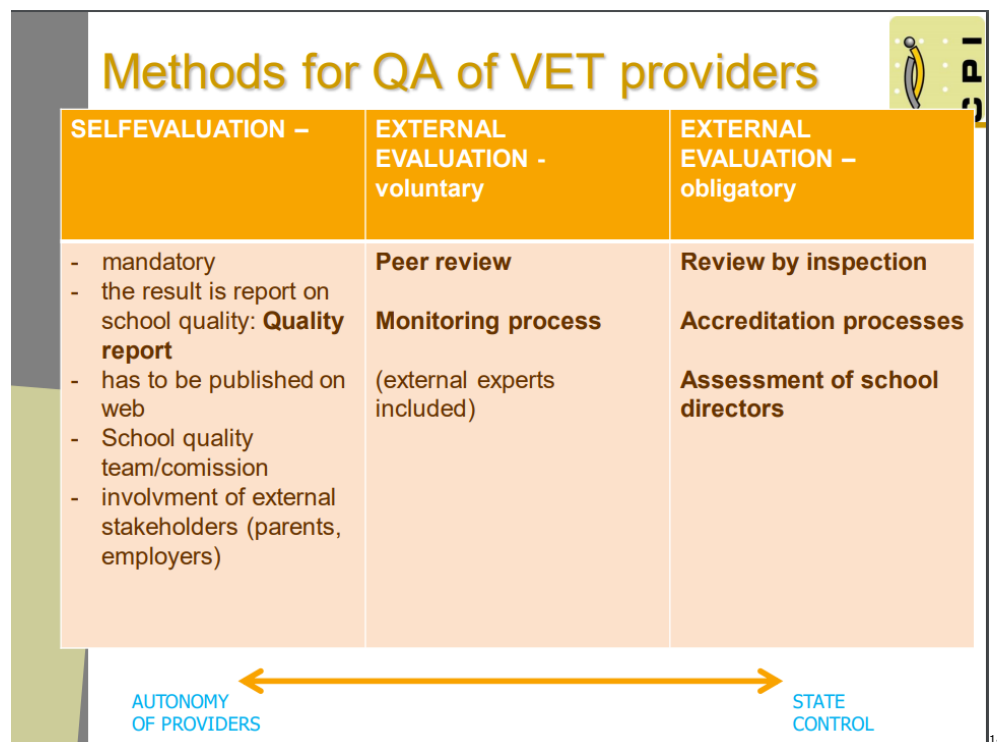 Methods for QA of VET providers
CPI
SELFEVALUATION –
EXTERNAL
EVALUATION -
voluntary
EXTERNAL
EVALUATION –
obligatory
- mandatory
- the result is report on
school quality: Quality
report
- has to be published on
web
- School quality
team/comission
- involvment of external
stakeholders (parents,
employers)
Peer review
Monitoring process
(external experts
included)
Review by inspection
Accreditation processes
Assessment of school
directors
AUTONOMY
OF PROVIDERS
STATE
CONTROL